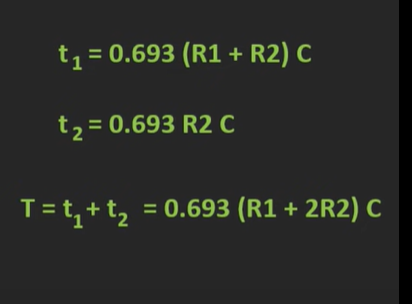 t₁ = 0.693 (R1 + R2) C
t₂ = 0.693 R2 C
T = t₁ + t₂ = 0.693 (R1 + 2R2) C